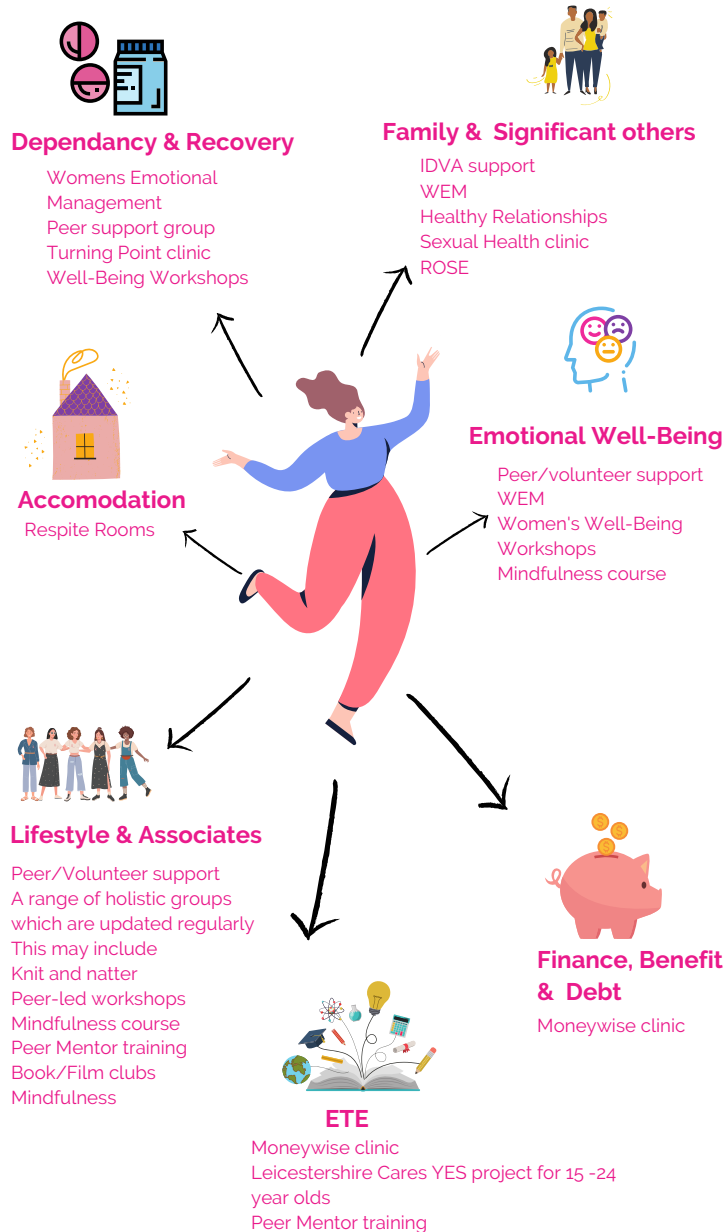 Dependancy & Recovery
Womens Emotional
Management
Peer support group
Turning Point clinic
Well-Being Workshops
Family & Significant others
IDVA support
WEM
Healthy Relationships
Sexual Health clinic
ROSE
Accomodation
Respite Rooms
Emotional Well-Being
Peer/volunteer support
WEM
Women's Well-Being
Workshops
Mindfulness course
Lifestyle & Associates
Peer/Volunteer support
A range of holistic groups
which are updated regularly
This may include
Knit and natter
Peer-led workshops
Mindfulness course
Peer Mentor training
Book/Film clubs
Mindfulness
Finance, Benefit
& Debt
Moneywise clinic
ETE
Moneywise clinic
Leicestershire Cares YES project for 15 -24
year olds
Peer Mentor training